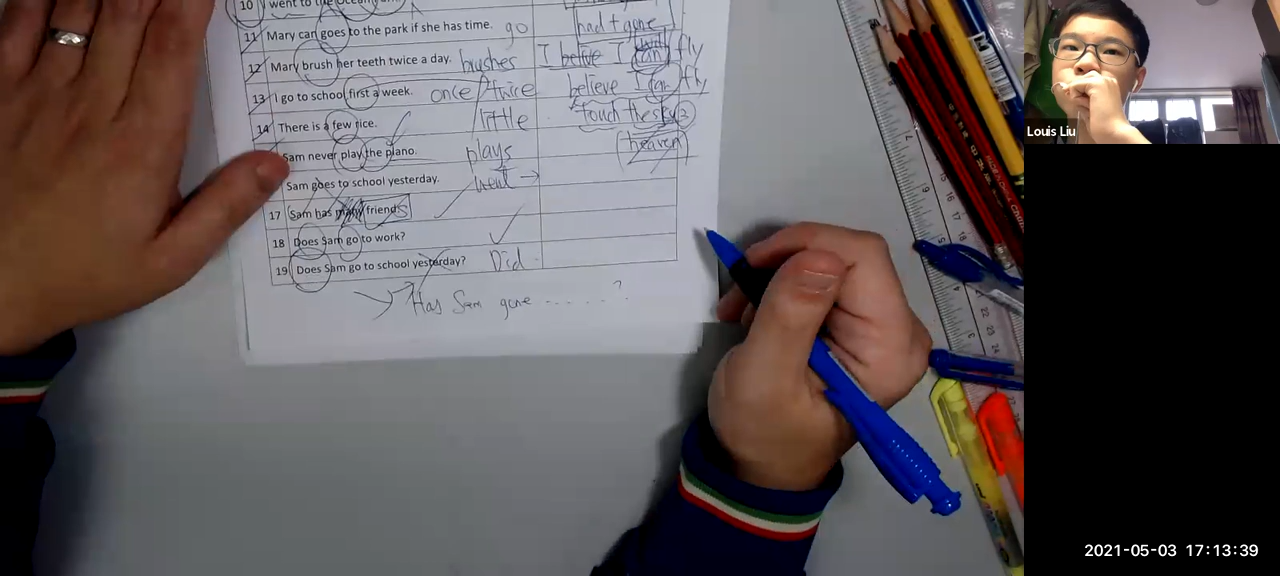 10 I went to the
11 Mary can goes to the park if she has time. go had + gone
12 Mary brush her teeth twice a day. brushes I believe I can fly
13 I go to school first a week. once / twice believe I can fly
14 There is a few rice. little touch the sky 2
Sam never play the piano. plays (heaven)
Sam goes to school yesterday. went →
17 Sam has many friends
18 Does Sam go to work? ✓
19 Does Sam go to school yesterday? Did
Has Sam gone ......?
Louis Liu
2021-05-03 17:13:39